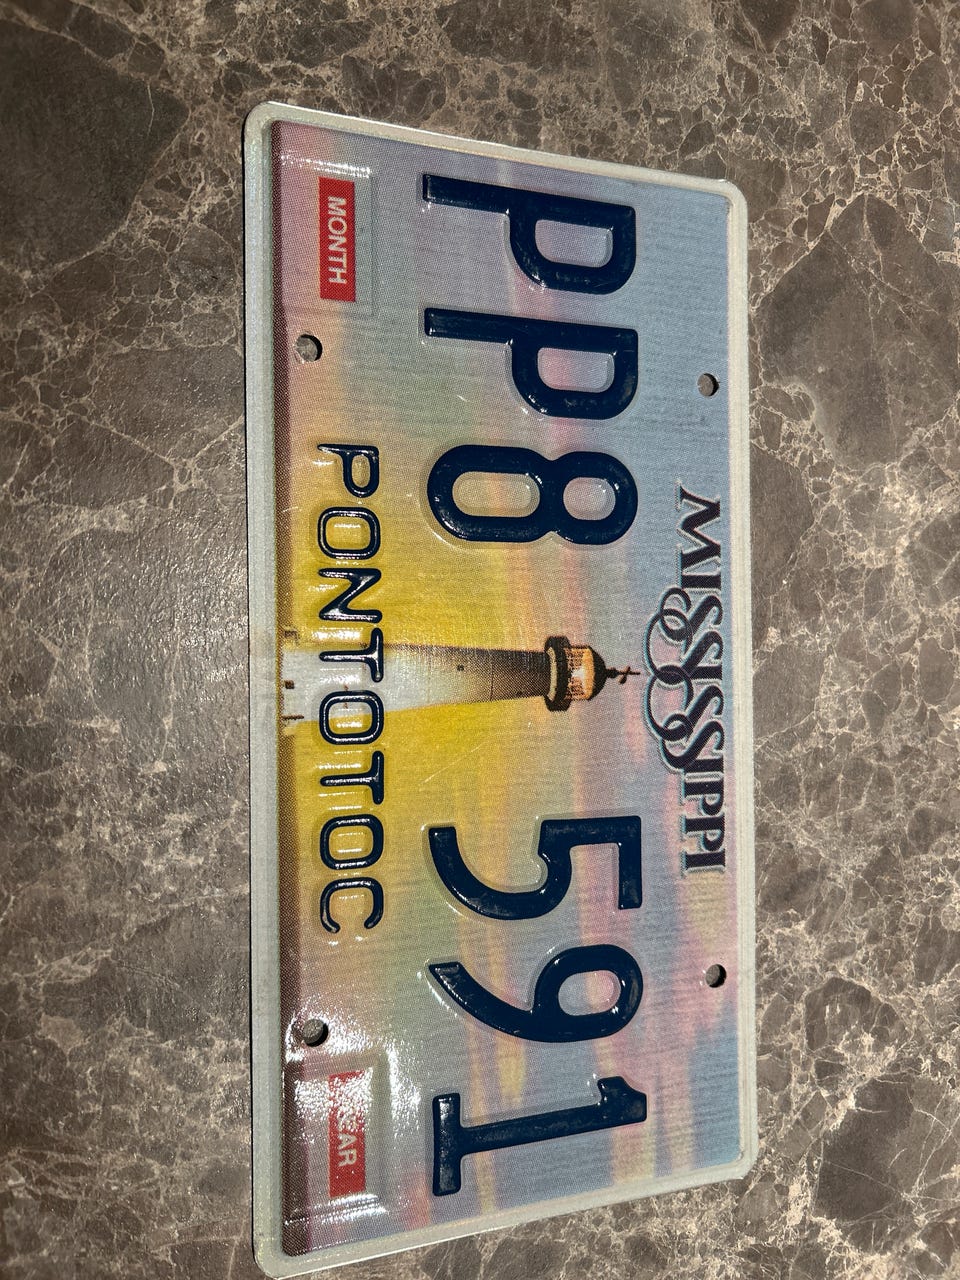 MISSISSIPPI
PP8 591
MONTH PONTOTOC YEAR